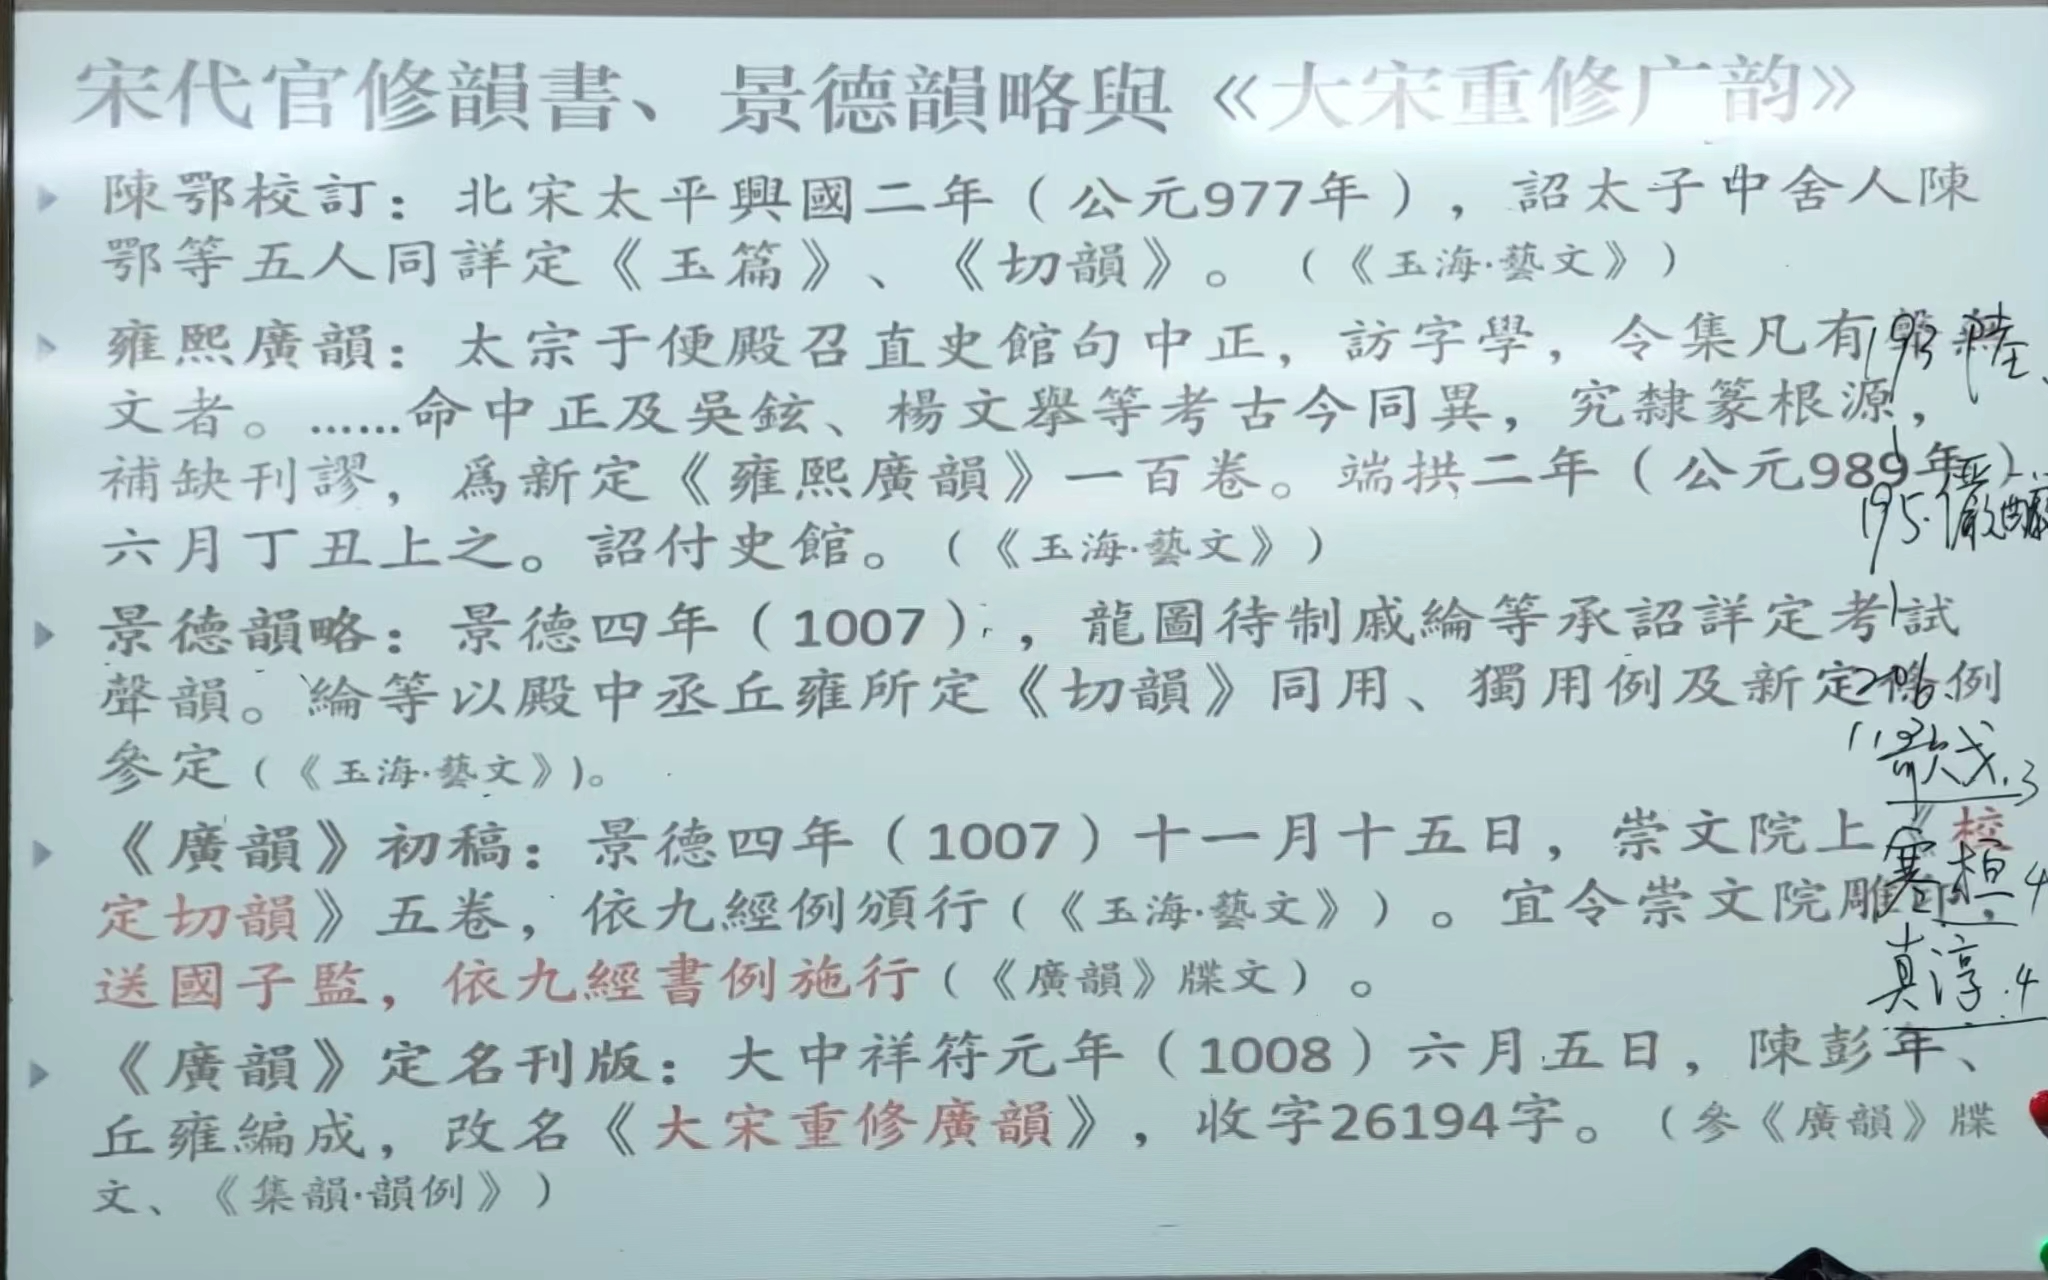 宋代官修韻書、景德韻略與《大宋重修广韵》
陳鄂校訂：北宋太平興國二年（公元977年），詔太子中舍人陳
鄂等五人同詳定《玉篇》、《切韻》。（《玉海·藝文》）
雍熙廣韻：太宗于便殿召直史館句中正，訪字學，令集凡有
文者。……命中正及吳鉉、楊文舉等考古今同異，究隸篆根源，
補缺刊謬，爲新定《雍熙廣韻》一百卷。端拱二年（公元989年）
六月丁丑上之。詔付史館。（《玉海·藝文》）
景德韻略：景德四年（1007），龍圖待制戚綸等承詔詳定考試
聲韻。綸等以殿中丞丘雍所定《切韻》同用、獨用例及新定條例
參定（《玉海·藝文》)。
《廣韻》初稿：景德四年（1007）十一月十五日，崇文院上《校
定切韻》五卷，依九經例頒行（《玉海·藝文》）。宜令崇文院雕
送國子監，依九經書例施行（《廣韻》牒文）。
《廣韻》定名刊版：大中祥符元年（1008）六月五日，陳彭年、
丘雍編成，改名《大宋重修廣韻》，收字26194字。（參《廣韻》牒
文、《集韻·韻例》）
193 陸
195.
206
歌戈.3
寒桓 4
真淳.4